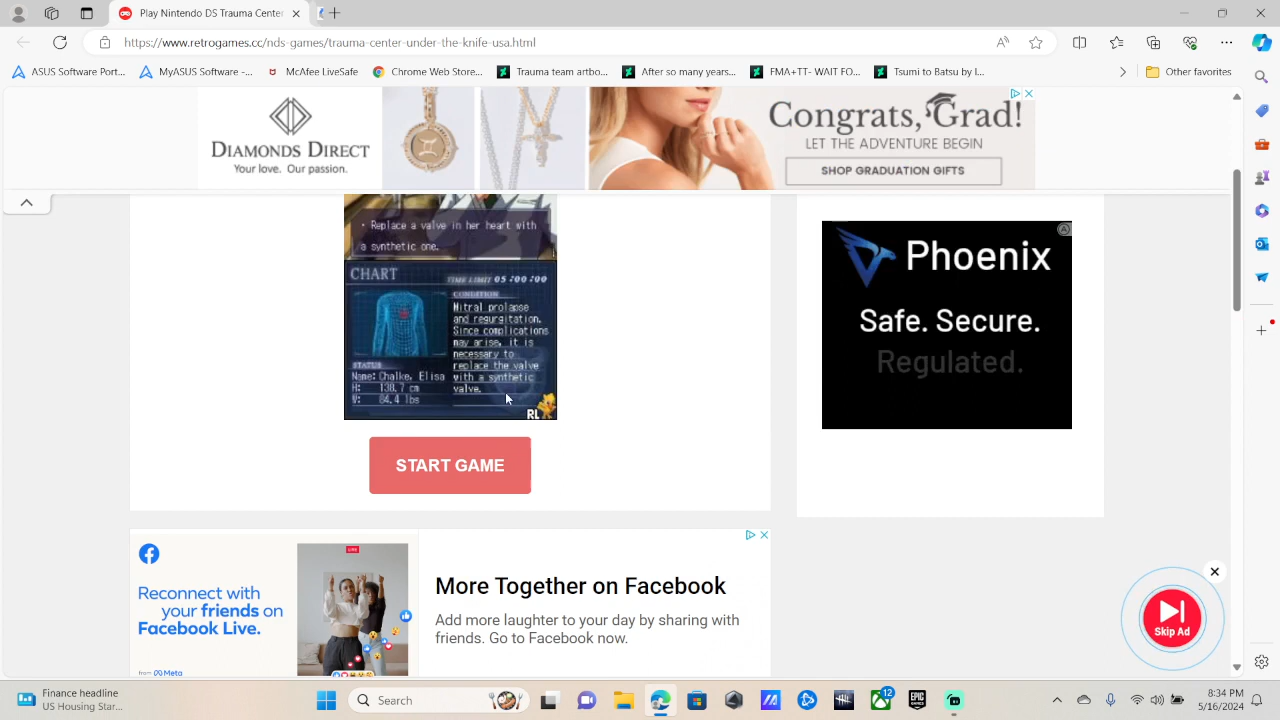 Play Nintendo DS Trauma Cen
https://www.retrogames.cc/nds-games/trauma-center-under-the-knife-usa.html
ASUS Software Port...
MyASUS Software -...
McAfee LiveSafe
Chrome Web Store...
Trauma team artbo...
After so many years...
FMA+TT- WAIT FO...
Tsumi to Batsu by l...
Other favorites
DIAMONDS DIRECT
Your love. Our passion.
Congrats, Grad!
LET THE ADVENTURE BEGIN
SHOP GRADUATION GIFTS
· Replace a valve in her heart with
a synthetic one.
CHART
TIME LIMIT 05:00:00
CONDITION
Mitral prolapse
and regurgitation.
Since complications
may arise, it is
necessary to
replace the valve
with a synthetic
valve.
STATUS
Name: Chalke, Elisa
H: 138.7 cm
W: 84.4 lbs
RL
START GAME
Phoenix
Safe. Secure.
Regulated.
Reconnect with
your friends on
Facebook Live.
from Meta
LIVE
More Together on Facebook
Add more laughter to your day by sharing with
friends. Go to Facebook now.
Skip Ad
Finance headline
US Housing Star...
Search
12
8:34 PM
5/16/2024